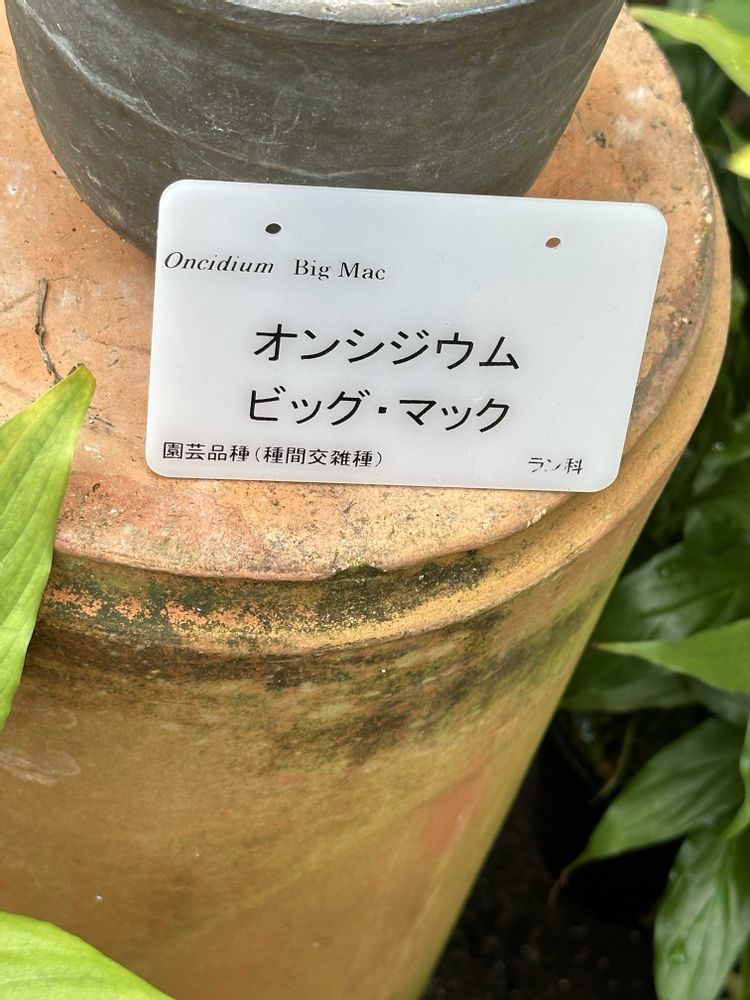 Oncidium Big Mac
オンシジウム
ビッグ・マック
園芸品種(種間交雑種)
ラン科